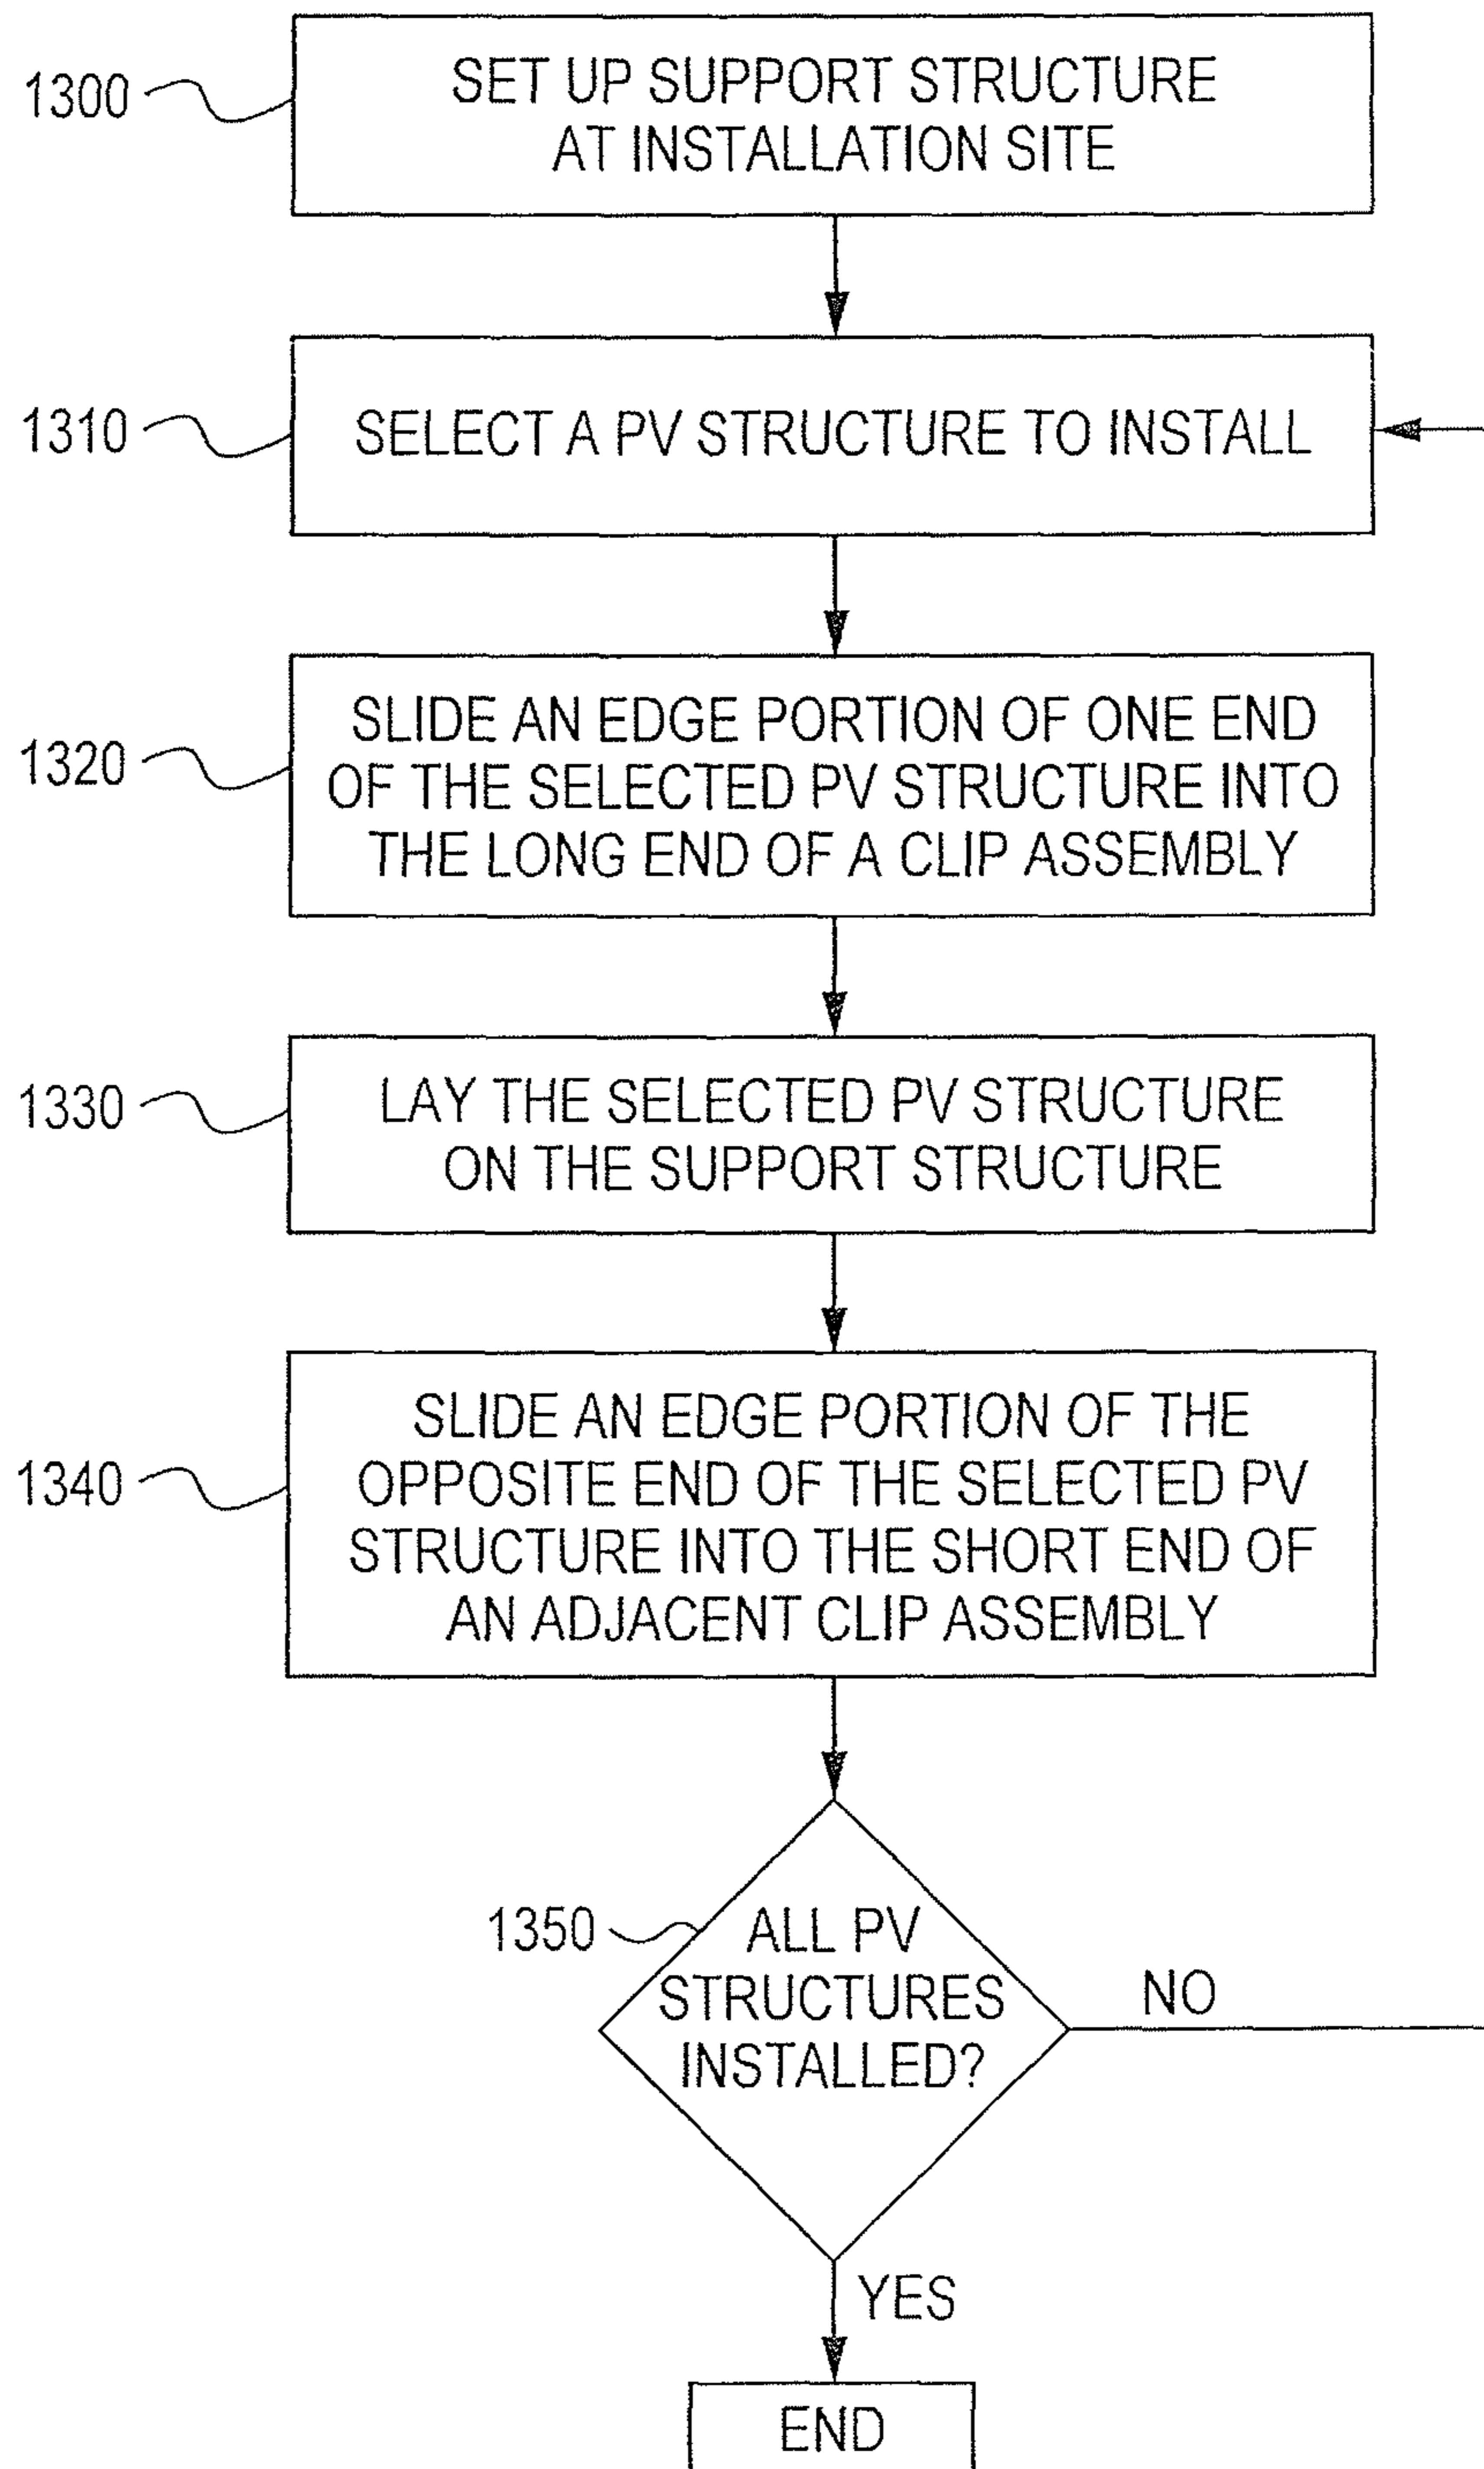 1300
SET UP SUPPORT STRUCTURE
AT INSTALLATION SITE
1310
SELECT A PV STRUCTURE TO INSTALL
1320
SLIDE AN EDGE PORTION OF ONE END
OF THE SELECTED PV STRUCTURE INTO
THE LONG END OF A CLIP ASSEMBLY
1330
LAY THE SELECTED PV STRUCTURE
ON THE SUPPORT STRUCTURE
1340
SLIDE AN EDGE PORTION OF THE
OPPOSITE END OF THE SELECTED PV
STRUCTURE INTO THE SHORT END OF
AN ADJACENT CLIP ASSEMBLY
1350
ALL PV
STRUCTURES
INSTALLED?
NO
YES
END